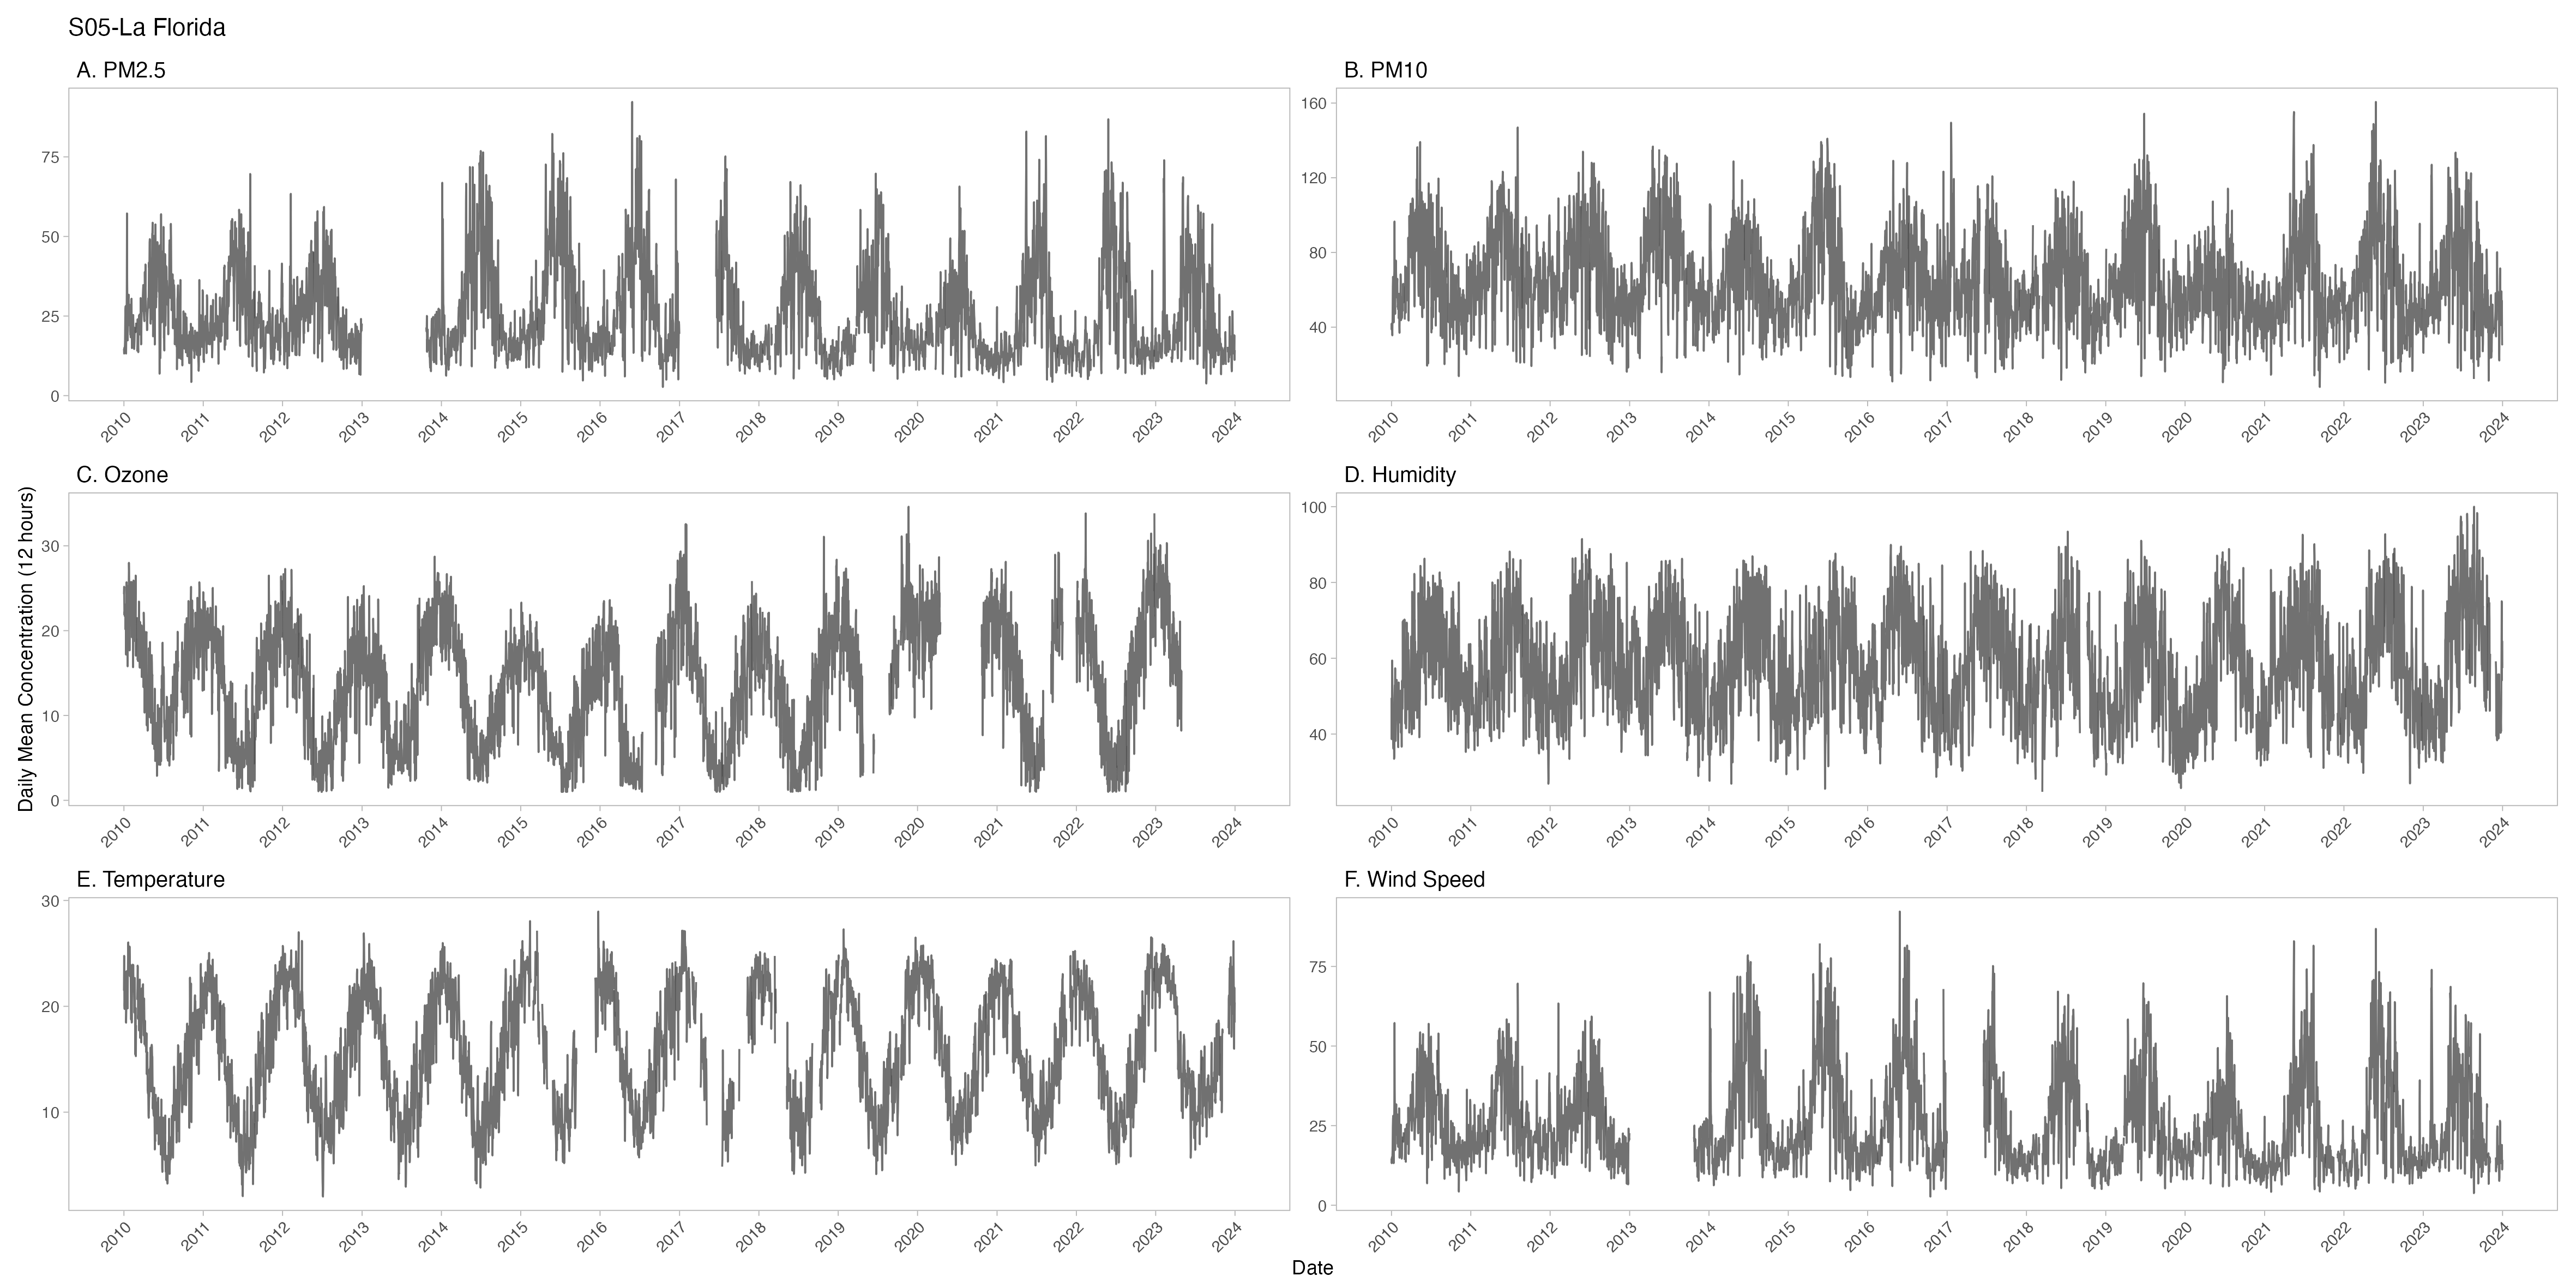 S05-La Florida
A. PM2.5
75
50
25
0
2010 2011 2012 2013 2014 2015 2016 2017 2018 2019 2020 2021 2022 2023 2024
B. PM10
160
120
80
40
2010 2011 2012 2013 2014 2015 2016 2017 2018 2019 2020 2021 2022 2023 2024
Daily Mean Concentration (12 hours)
C. Ozone
30
20
10
0
2010 2011 2012 2013 2014 2015 2016 2017 2018 2019 2020 2021 2022 2023 2024
D. Humidity
100
80
60
40
2010 2011 2012 2013 2014 2015 2016 2017 2018 2019 2020 2021 2022 2023 2024
E. Temperature
30
20
10
2010 2011 2012 2013 2014 2015 2016 2017 2018 2019 2020 2021 2022 2023 2024
F. Wind Speed
75
50
25
0
2010 2011 2012 2013 2014 2015 2016 2017 2018 2019 2020 2021 2022 2023 2024
Date